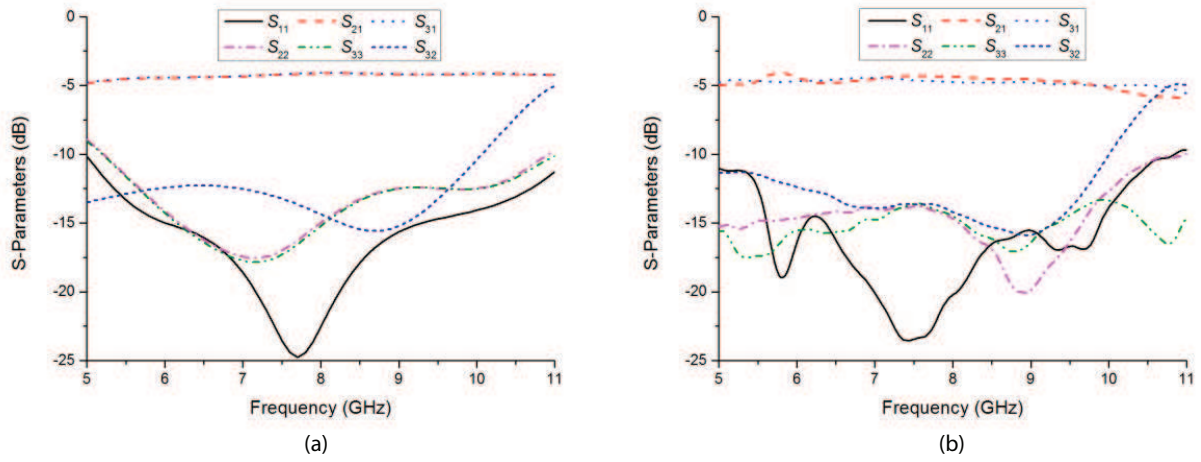 0
-5
-10
-15
-20
-25
S-Parameters (dB)
S11 S21 S31
S22 S33 S32
5 6 7 8 9 10 11
Frequency (GHz)
(a)
0
-5
-10
-15
-20
-25
S-Parameters (dB)
S11 S21 S31
S22 S33 S32
5 6 7 8 9 10 11
Frequency (GHz)
(b)